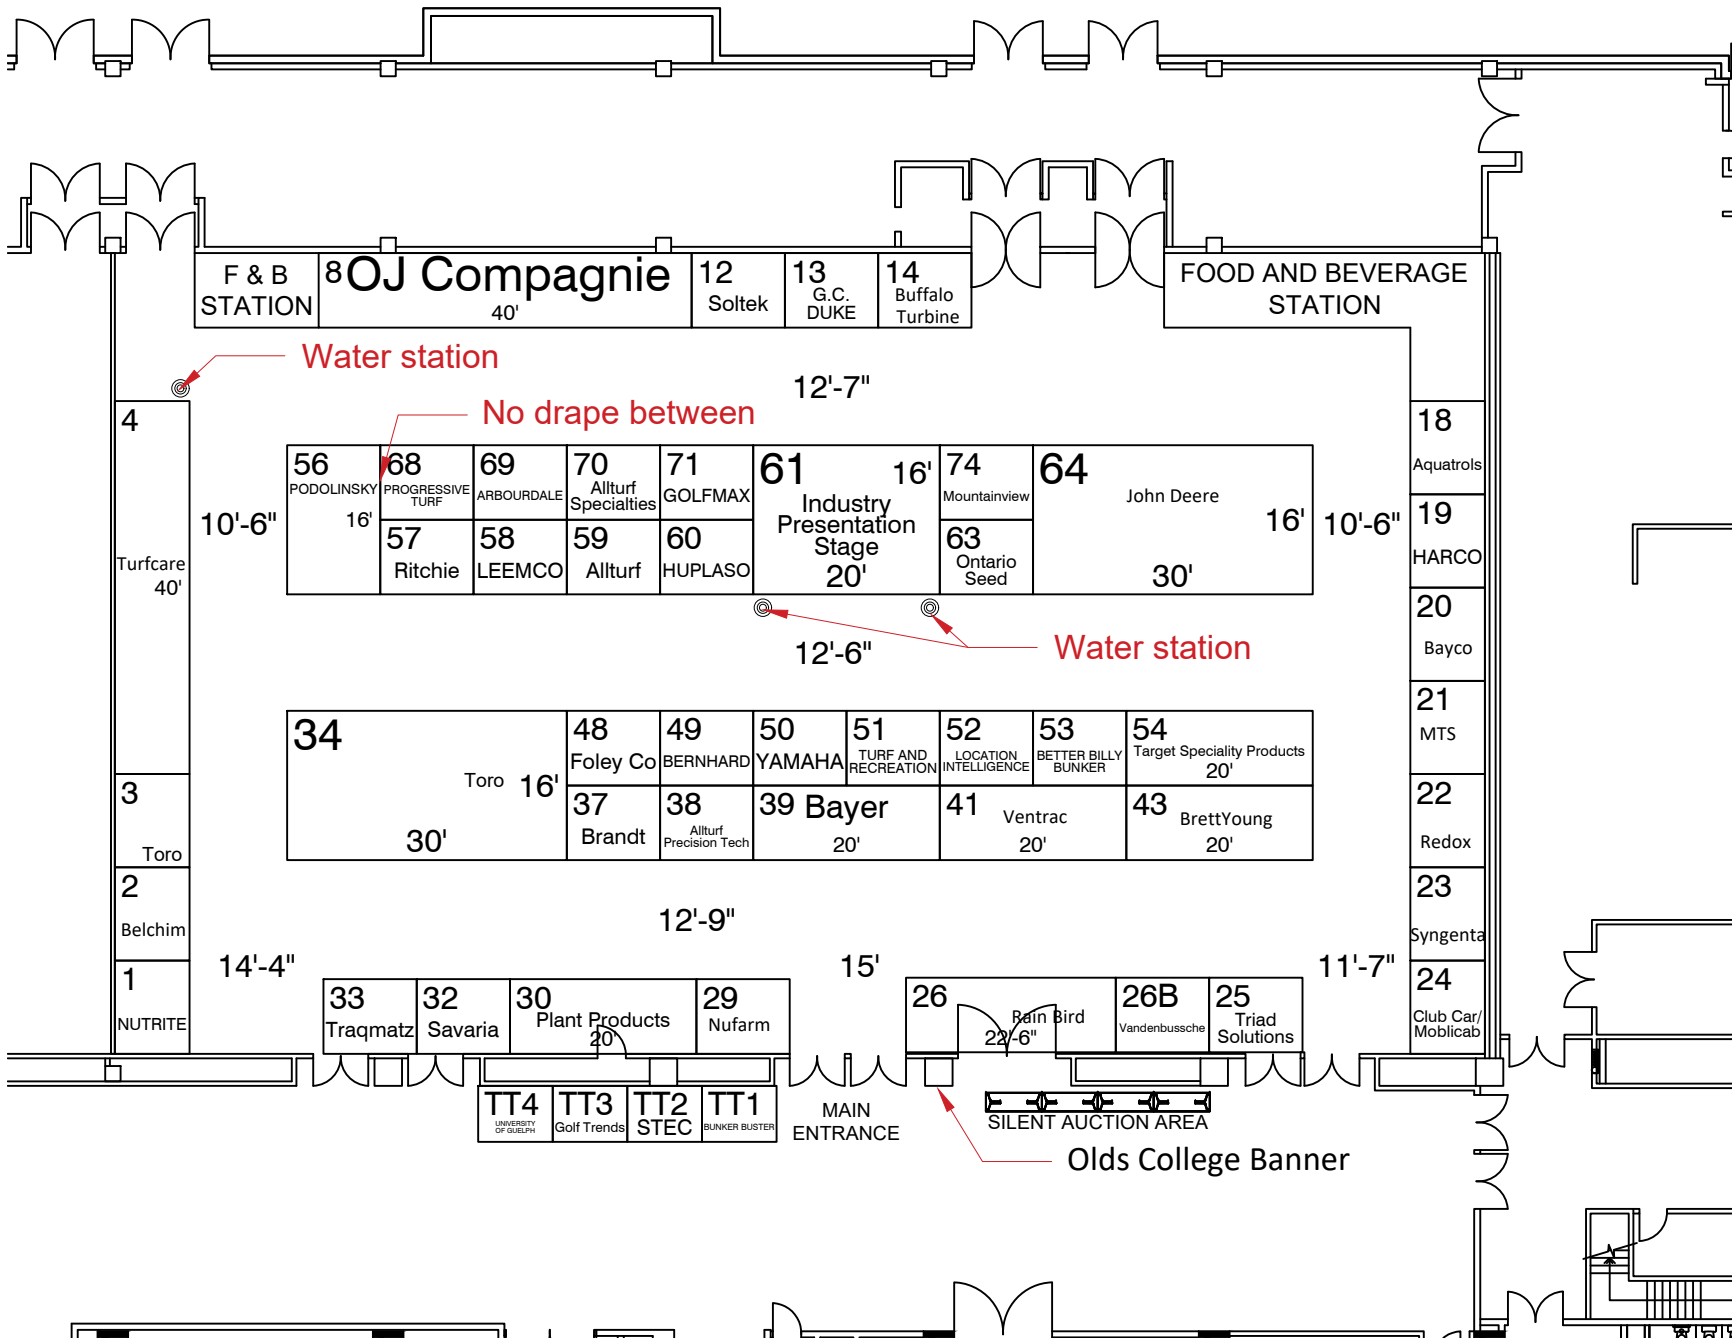 F & B
STATION
8 OJ Compagnie
40'
12
Soltek
13
G.C.
DUKE
14
Buffalo
Turbine
FOOD AND BEVERAGE
STATION
Water station
12'-7"
No drape between
4
Turfcare
40'
10'-6"
56
PODOLINSKY
16'
68
PROGRESSIVE
TURF
69
ARBOURDALE
70
Allturf
Specialties
71
GOLFMAX
57
Ritchie
58
LEEMCO
59
Allturf
60
HUPLASO
61
16'
Industry
Presentation
Stage
20'
74
Mountainview
63
Ontario
Seed
64
John Deere
16'
30'
10'-6"
18
Aquatrols
19
HARCO
20
Bayco
21
MTS
22
Redox
23
Syngenta
24
Club Car/
Moblicab
12'-6"
Water station
34
Toro
16'
30'
48
Foley Co
49
BERNHARD
50
YAMAHA
51
TURF AND
RECREATION
52
LOCATION
INTELLIGENCE
53
BETTER BILLY
BUNKER
54
Target Speciality Products
20'
37
Brandt
38
Allturf
Precision Tech
39 Bayer
20'
41
Ventrac
20'
43
BrettYoung
20'
3
Toro
2
Belchim
1
NUTRITE
12'-9"
14'-4"
15'
11'-7"
33
Traqmatz
32
Savaria
30
Plant Products
20'
29
Nufarm
26
Rain Bird
22'-6"
26B
Vandenbussche
25
Triad
Solutions
TT4
UNIVERSITY
OF GUELPH
TT3
Golf Trends
TT2
STEC
TT1
BUNKER BUSTER
MAIN
ENTRANCE
SILENT AUCTION AREA
Olds College Banner